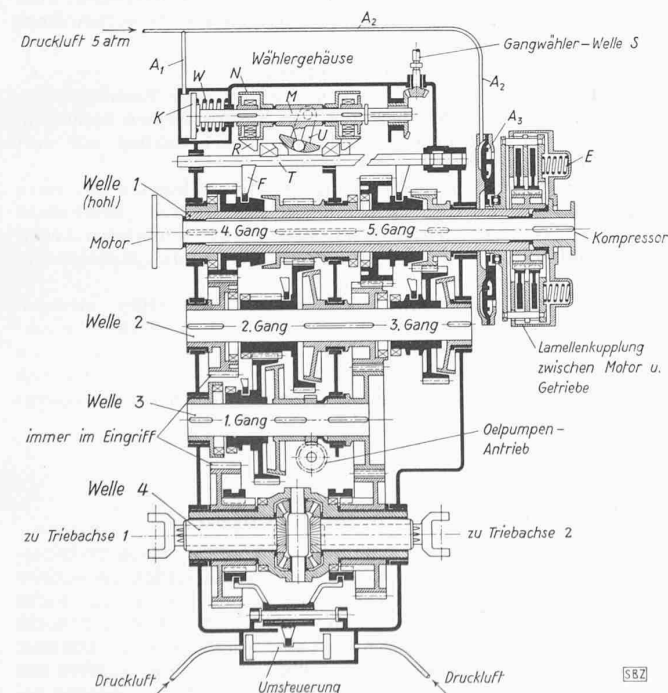 A₂
Druckluft 5 atm
Gangwähler-Welle S
A₁
Wählergehäuse
A₂
W
N
M
A₃
K
E
R
U
F
T
Welle 1
(hohl)
4. Gang
5. Gang
Motor
Kompressor
Welle 2
2. Gang
3. Gang
Lamellenkupplung
zwischen Motor u.
Getriebe
Welle 3
1. Gang
immer im Eingriff
Oelpumpen-
Antrieb
Welle 4
zu Triebachse 1
zu Triebachse 2
Druckluft
Umsteuerung
Druckluft
SBZ